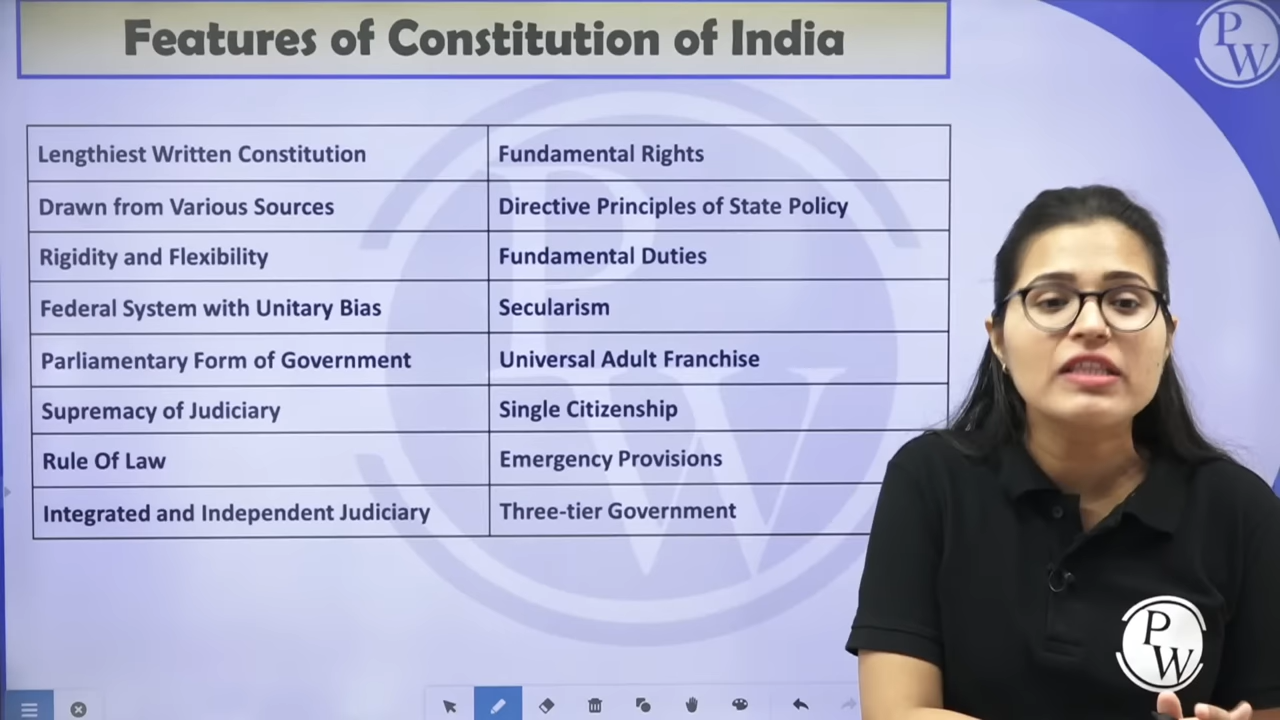 Features of Constitution of India
PW
Lengthiest Written Constitution
Fundamental Rights
Drawn from Various Sources
Directive Principles of State Policy
Rigidity and Flexibility
Fundamental Duties
Federal System with Unitary Bias
Secularism
Parliamentary Form of Government
Universal Adult Franchise
Supremacy of Judiciary
Single Citizenship
Rule Of Law
Emergency Provisions
Integrated and Independent Judiciary
Three-tier Government
PW
PW